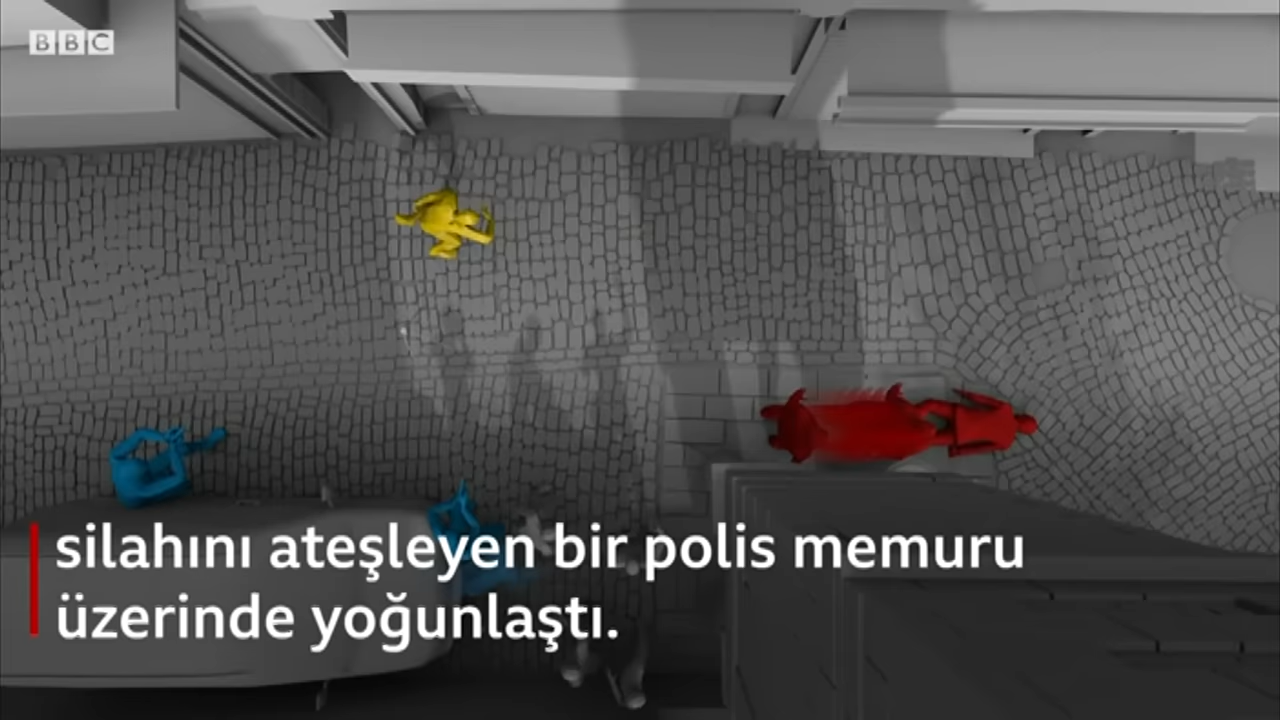 BBC
silahını ateşleyen bir polis memuru
üzerinde yoğunlaştı.